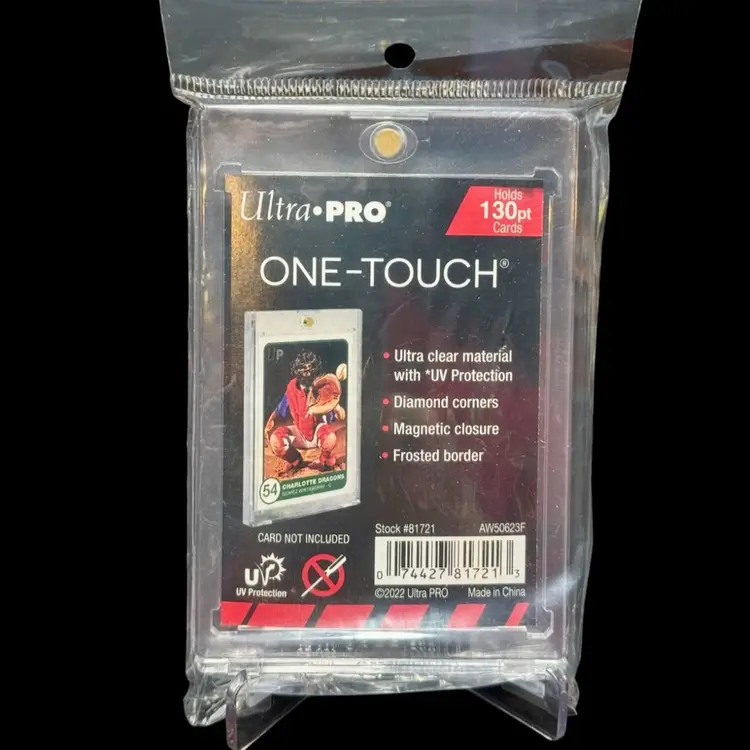 Ultra•PRO®
Holds
130pt
Cards
ONE-TOUCH®
UP
• Ultra clear material
with *UV Protection
• Diamond corners
• Magnetic closure
• Frosted border
54
CHARLOTTE DRAGONS
CARD NOT INCLUDED
UV
UV Protection
Stock #81721
AW50623F
0 74427 81721 3
©2022 Ultra PRO
Made in China